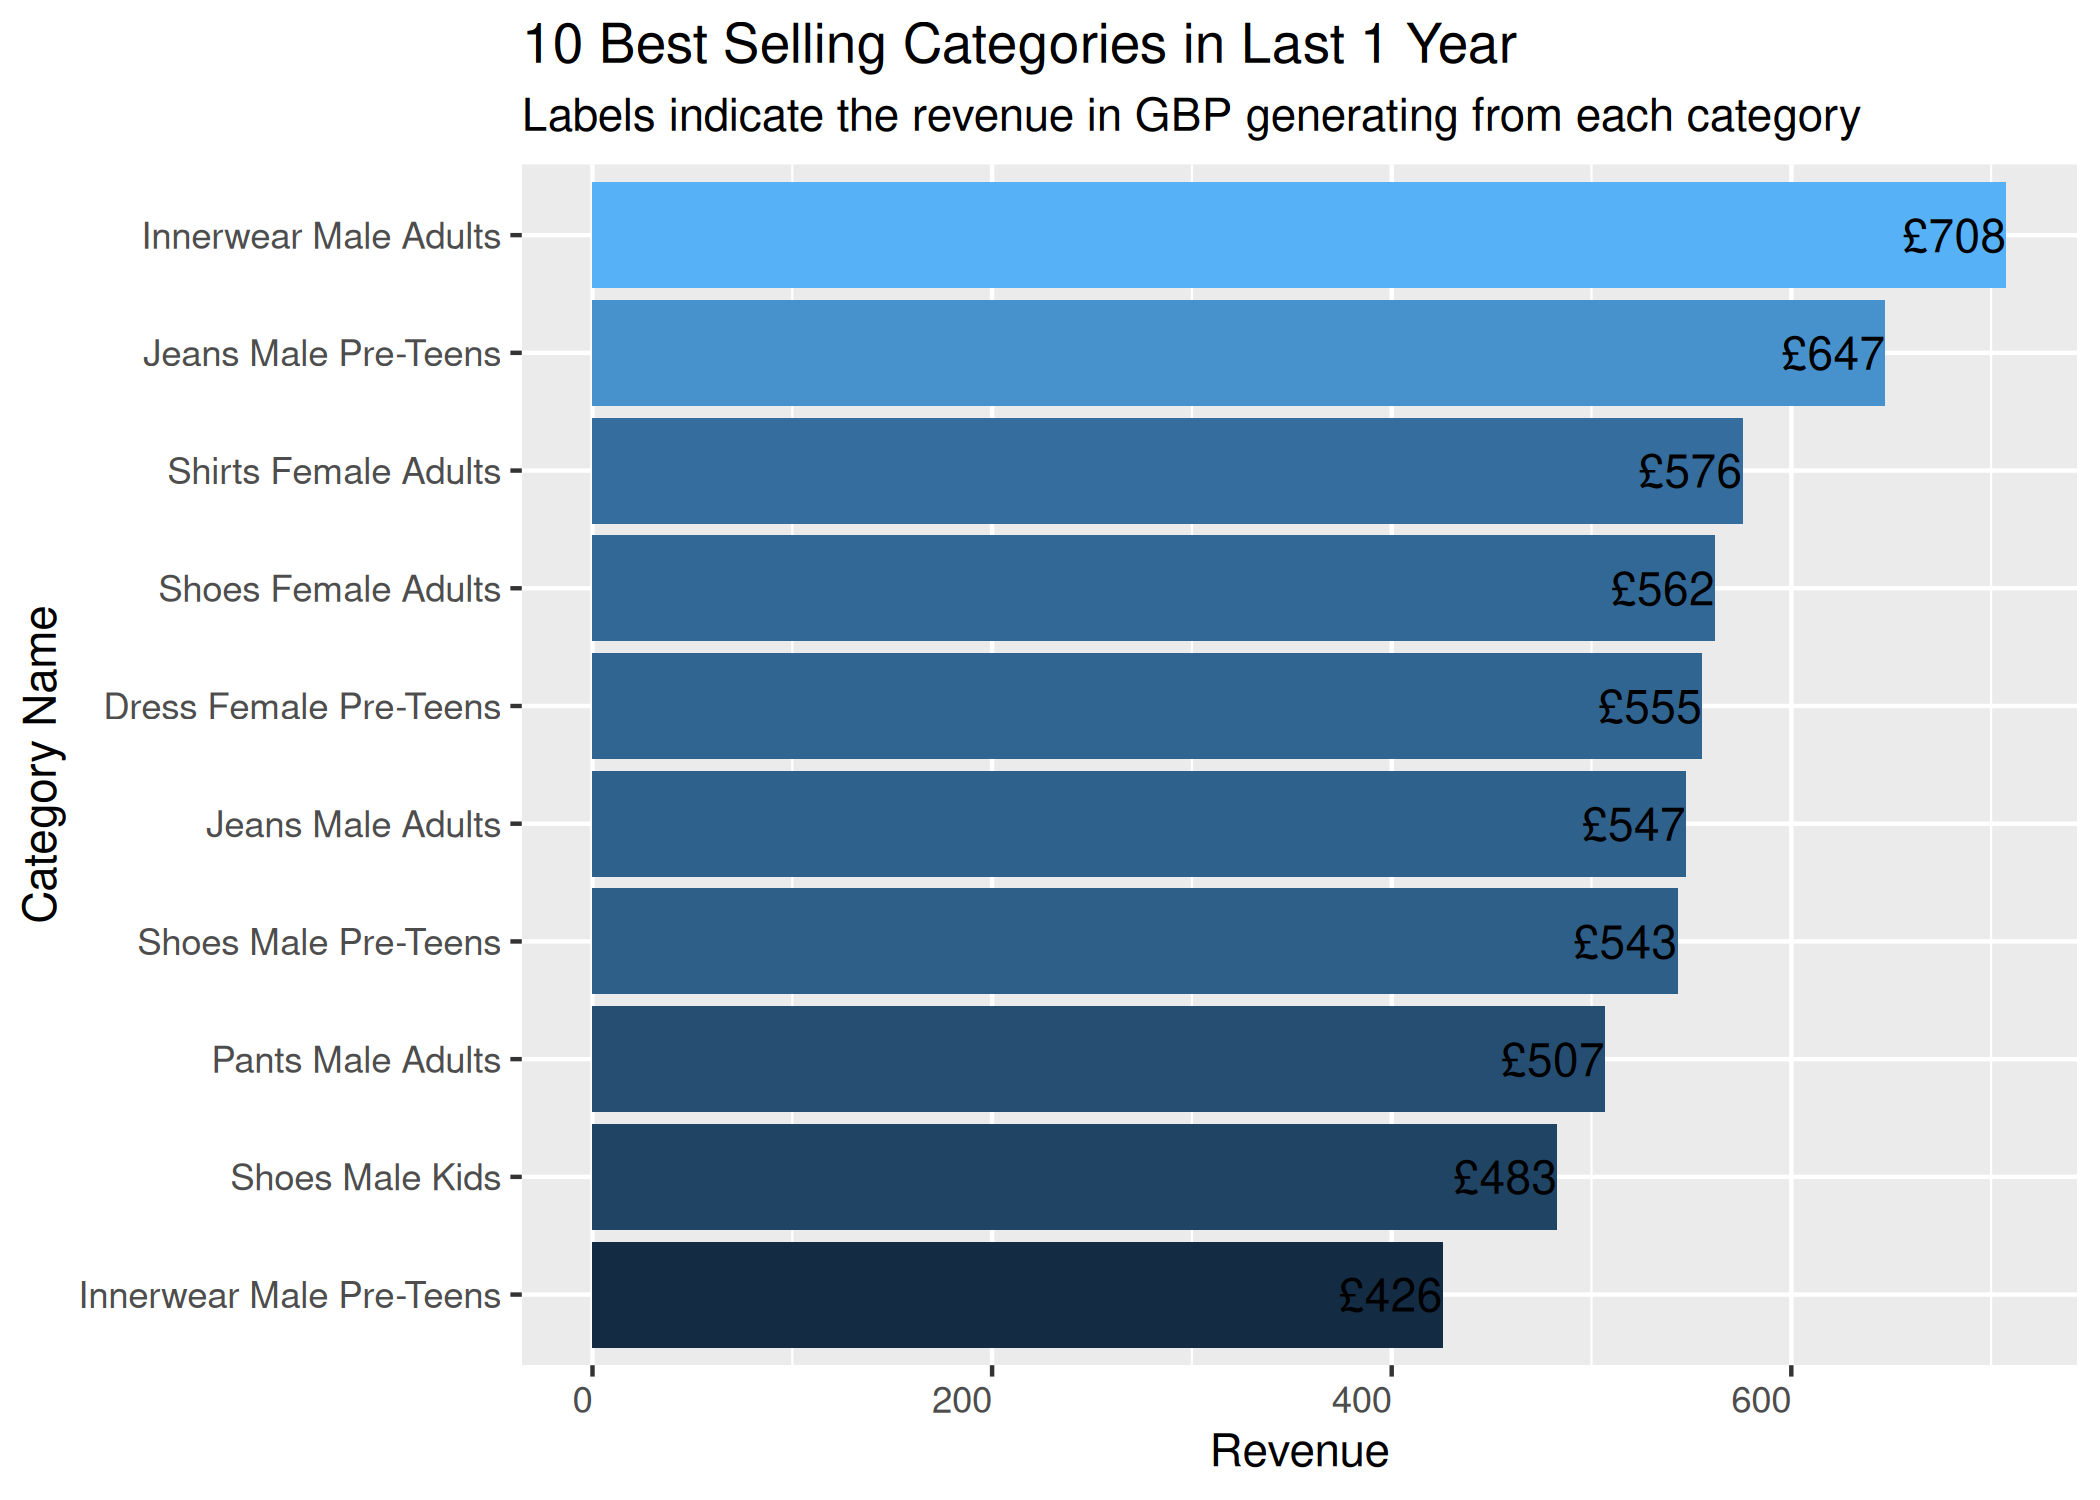 10 Best Selling Categories in Last 1 Year
Labels indicate the revenue in GBP generating from each category
Category Name
Innerwear Male Adults £708
Jeans Male Pre-Teens £647
Shirts Female Adults £576
Shoes Female Adults £562
Dress Female Pre-Teens £555
Jeans Male Adults £547
Shoes Male Pre-Teens £543
Pants Male Adults £507
Shoes Male Kids £483
Innerwear Male Pre-Teens £426
0 200 400 600
Revenue